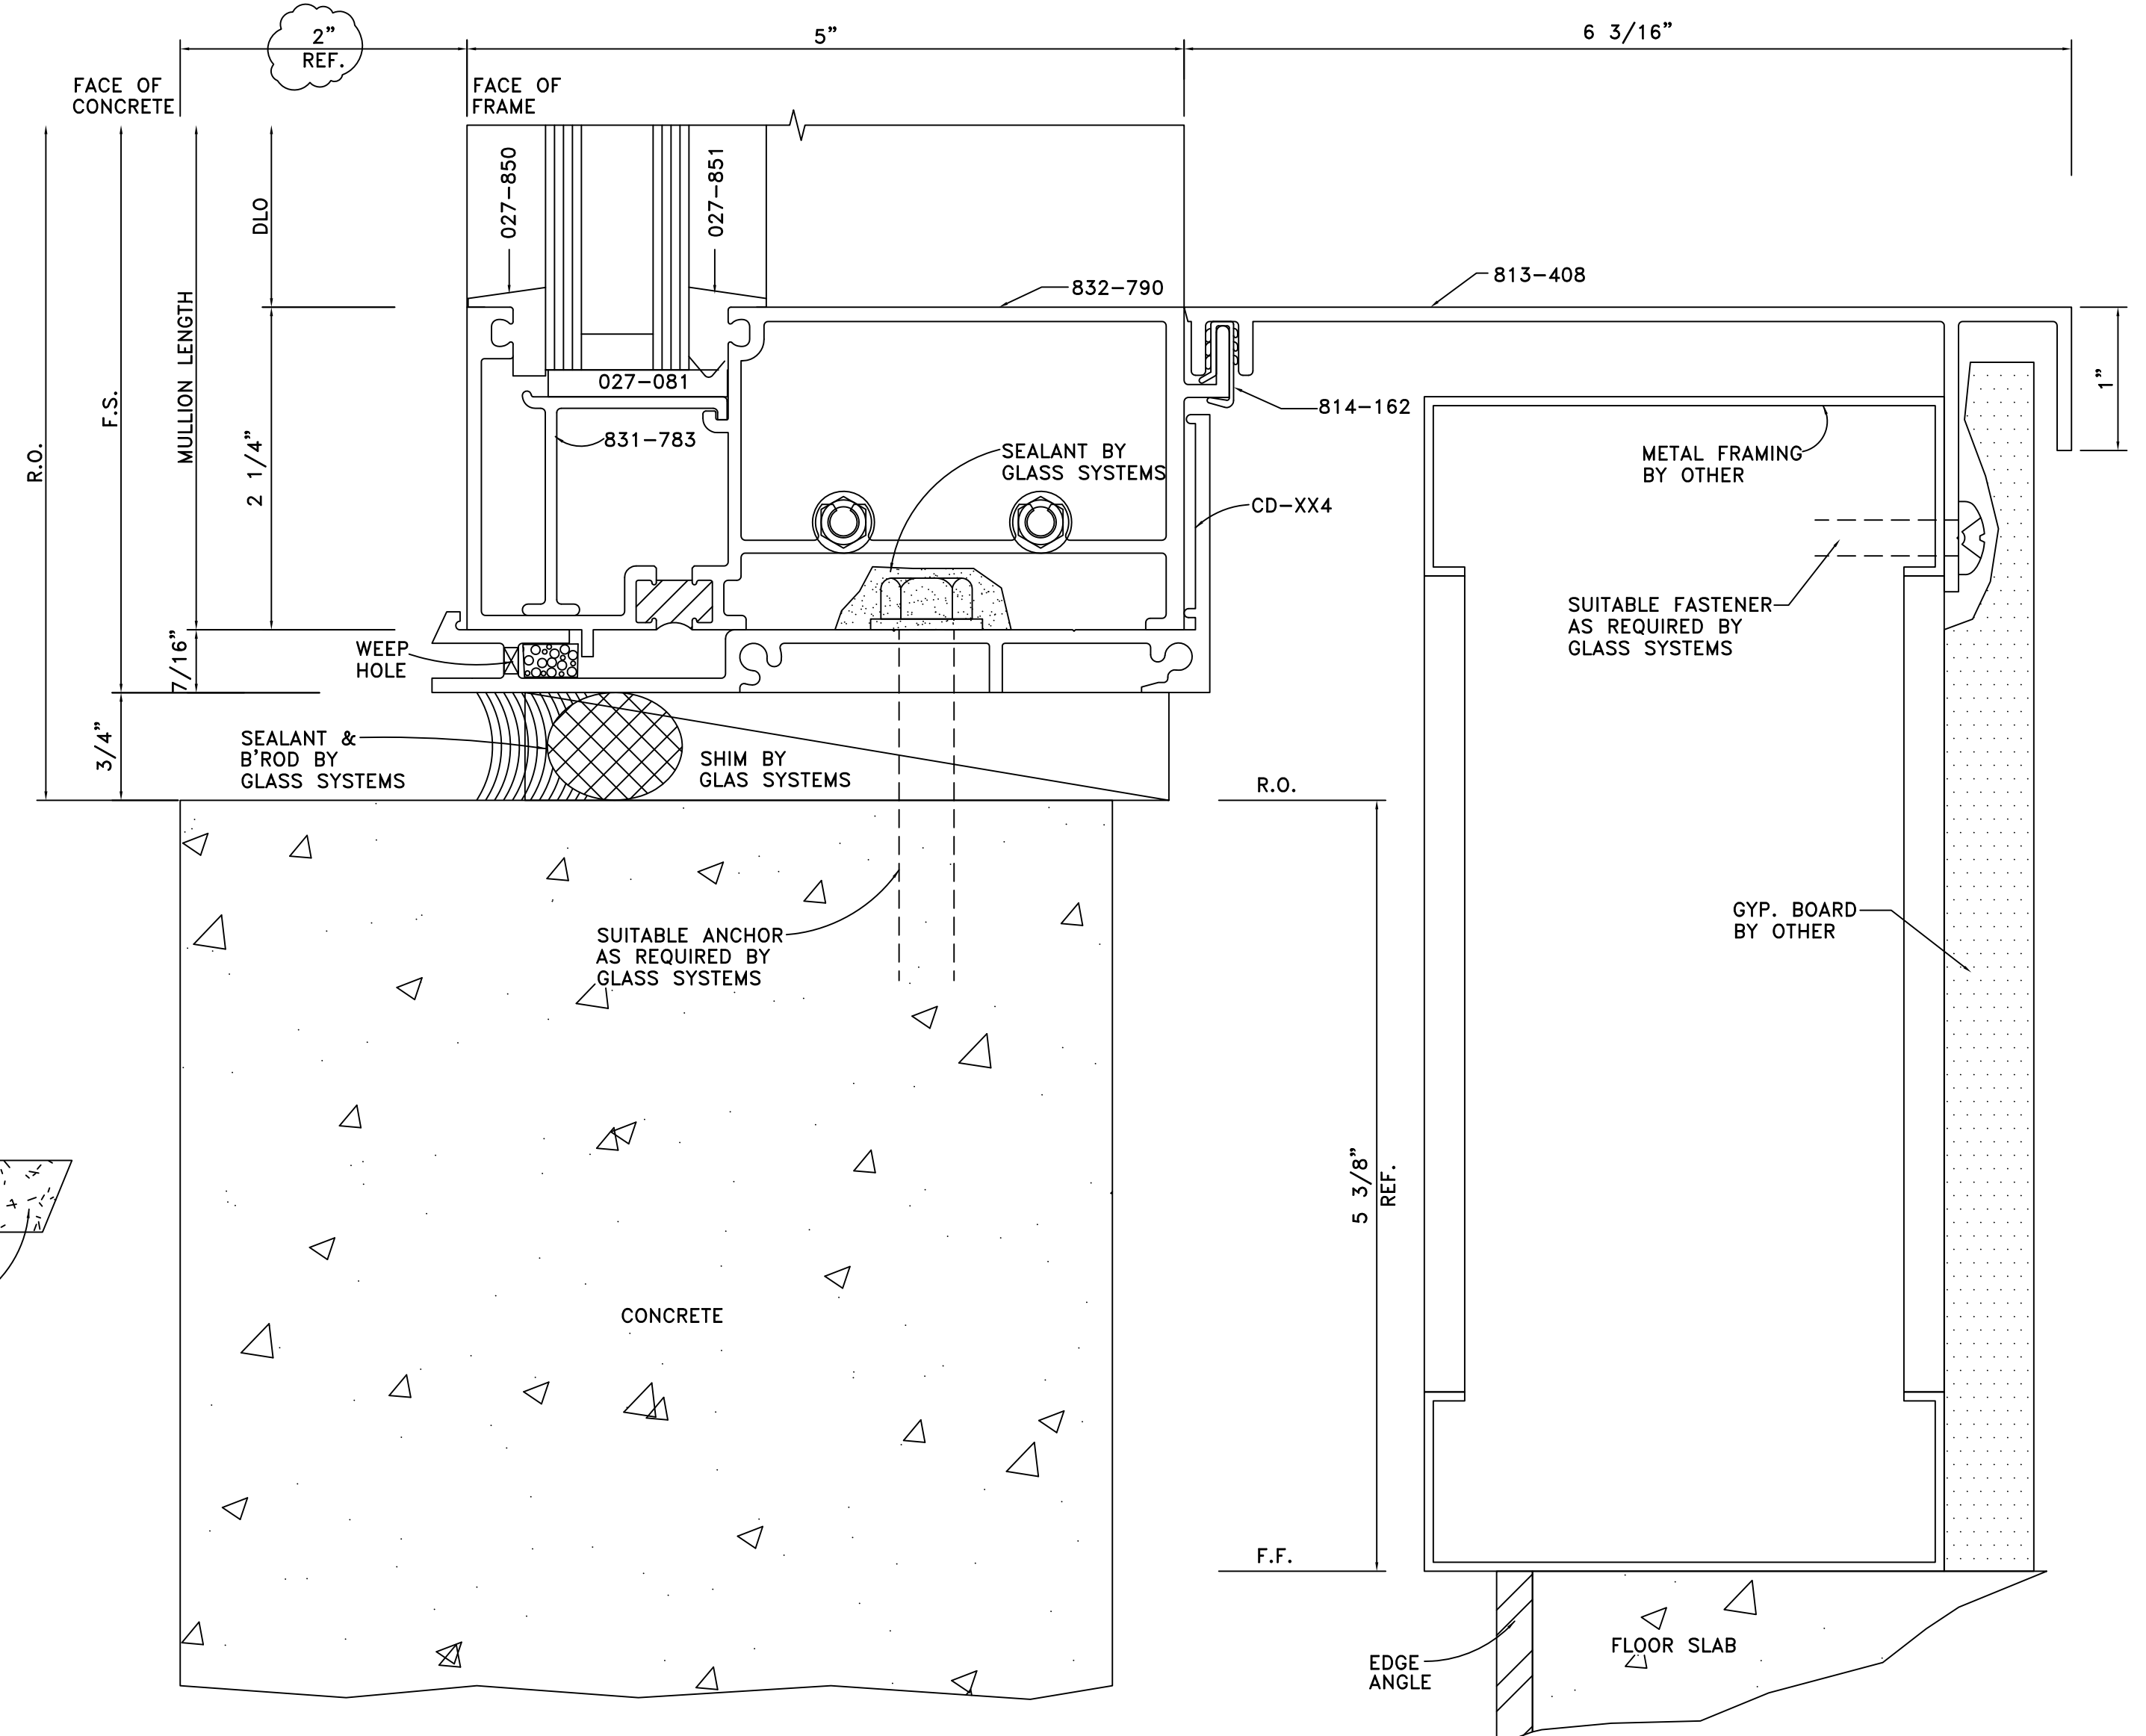 2"
REF.
5"
6 3/16"
FACE OF
CONCRETE
FACE OF
FRAME
R.O.
F.S.
MULLION LENGTH
DLO
2 1/4"
7/16"
3/4"
027-850
027-851
832-790
813-408
1"
027-081
831-783
814-162
SEALANT BY
GLASS SYSTEMS
CD-XX4
METAL FRAMING
BY OTHER
SUITABLE FASTENER
AS REQUIRED BY
GLASS SYSTEMS
WEEP
HOLE
SEALANT &
B'ROD BY
GLASS SYSTEMS
SHIM BY
GLAS SYSTEMS
R.O.
SUITABLE ANCHOR
AS REQUIRED BY
GLASS SYSTEMS
GYP. BOARD
BY OTHER
5 3/8"
REF.
CONCRETE
F.F.
FLOOR SLAB
EDGE
ANGLE